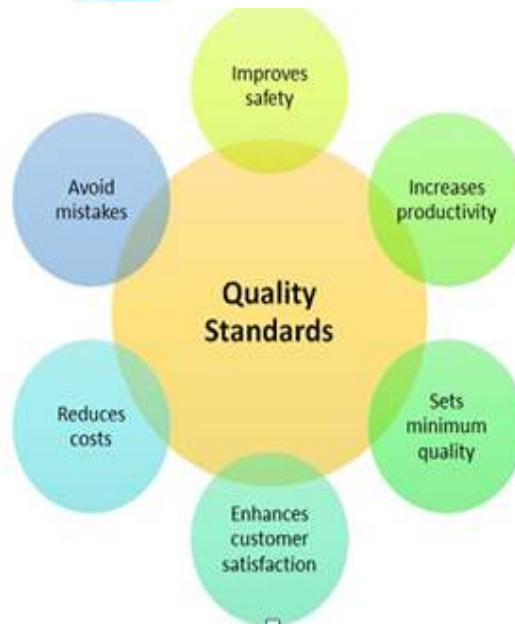 Improves
safety
Increases
productivity
Sets
minimum
quality
Enhances
customer
satisfaction
Reduces
costs
Avoid
mistakes
Quality
Standards